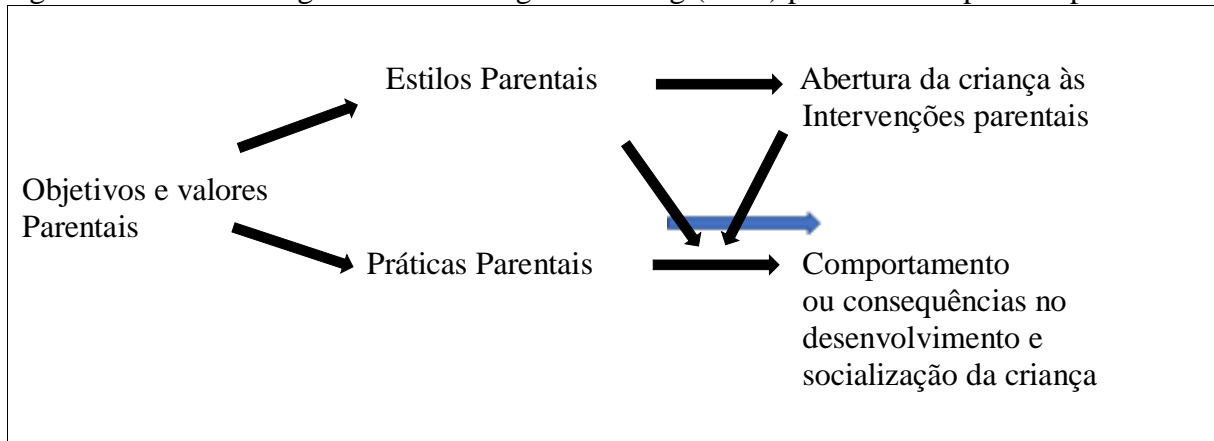 Estilos Parentais
Abertura da criança às
Intervenções parentais
Objetivos e valores
Parentais
Práticas Parentais
Comportamento
ou consequências no
desenvolvimento e
socialização da criança